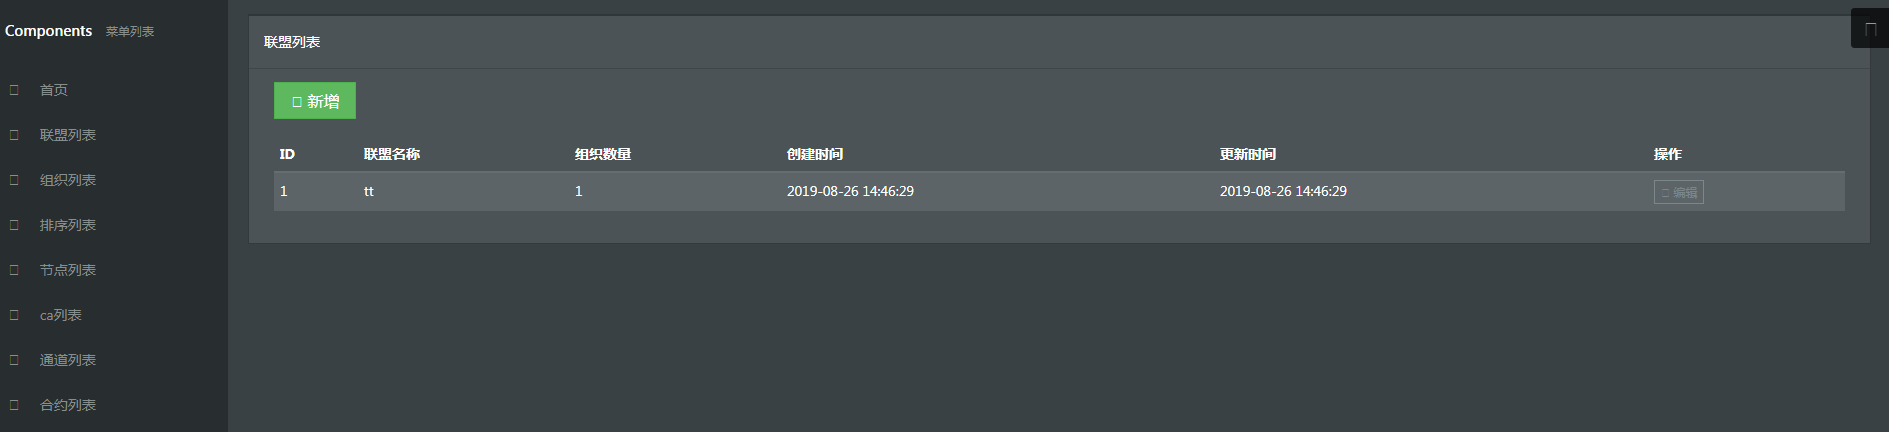 Components 菜单列表
首页
联盟列表
组织列表
排序列表
节点列表
ca列表
通道列表
合约列表
联盟列表
新增
ID 联盟名称 组织数量 创建时间 更新时间 操作
1 tt 1 2019-08-26 14:46:29 2019-08-26 14:46:29 编辑